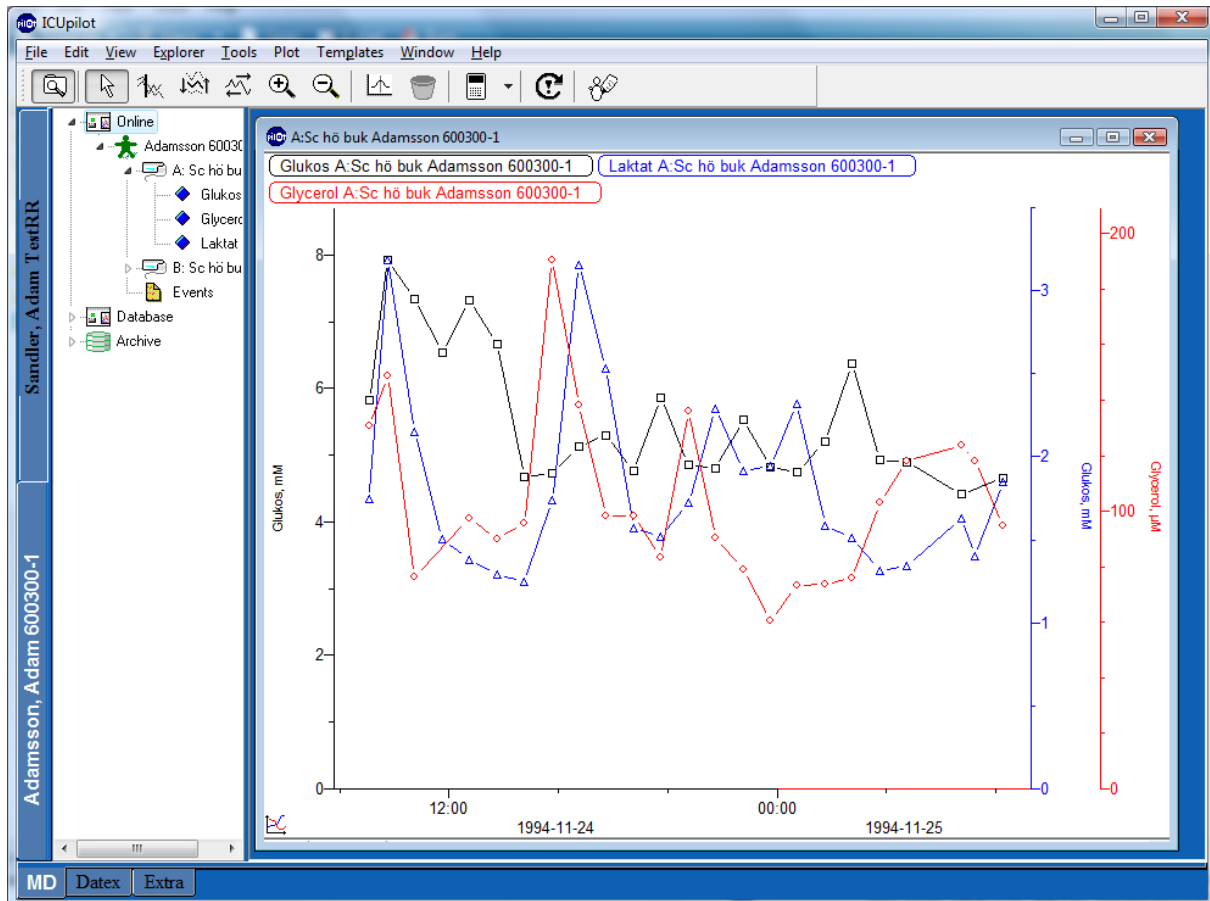 PILOT ICUpilot
File Edit View Explorer Tools Plot Templates Window Help
Sandler, Adam TestRR
Adamsson, Adam 600300-1
Online
Adamsson 60030
A: Sc hö bu
Glukos
Glycerc
Laktat
B: Sc hö bu
Events
Database
Archive
PILOT A:Sc hö buk Adamsson 600300-1
Glukos A:Sc hö buk Adamsson 600300-1 Laktat A:Sc hö buk Adamsson 600300-1
Glycerol A:Sc hö buk Adamsson 600300-1
8
6
4
2
0
Glukos, mM
3
2
1
0
Glukos, mM
200
100
0
Glycerol, µM
12:00 00:00
1994-11-24 1994-11-25
MD Datex Extra